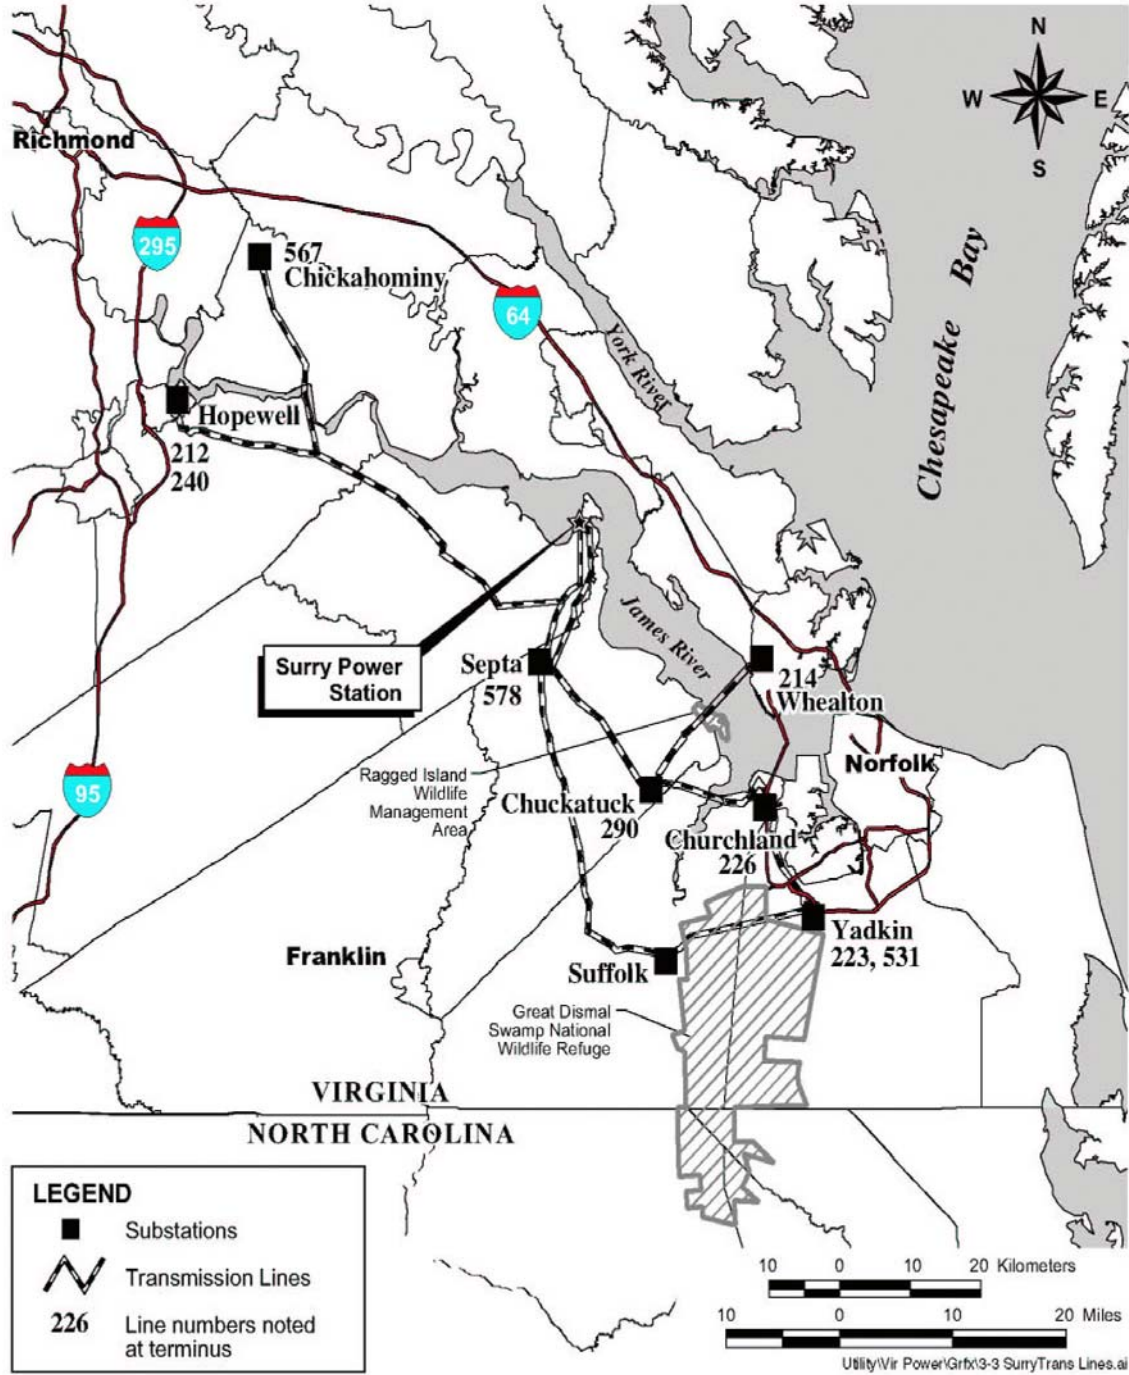 N
W E
S
Richmond
295
567
Chickahominy
64
York River
Chesapeake Bay
Hopewell
212
240
James River
Surry Power
Station
Septa
578
214
Whealton
95
Ragged Island
Wildlife
Management
Area
Norfolk
Chuckatuck
290
Churchland
226
Franklin
Suffolk
Yadkin
223, 531
Great Dismal
Swamp National
Wildlife Refuge
VIRGINIA
NORTH CAROLINA
LEGEND
Substations
Transmission Lines
226 Line numbers noted
at terminus
10 0 10 20 Kilometers
10 0 10 20 Miles
Utility\Vir Power\Grfx\3-3 SurryTrans Lines.ai